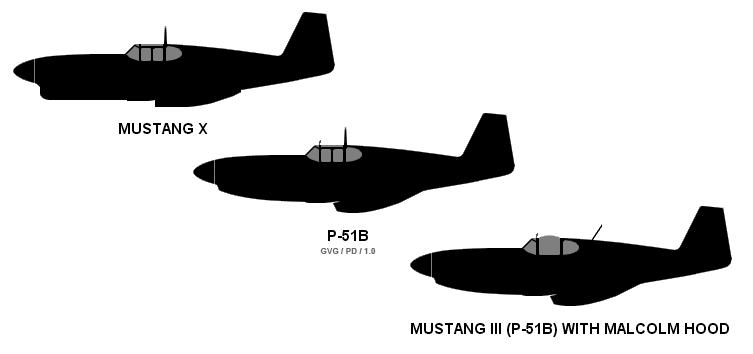 MUSTANG X
P-51B
GVG / PD / 1.0
MUSTANG III (P-51B) WITH MALCOLM HOOD